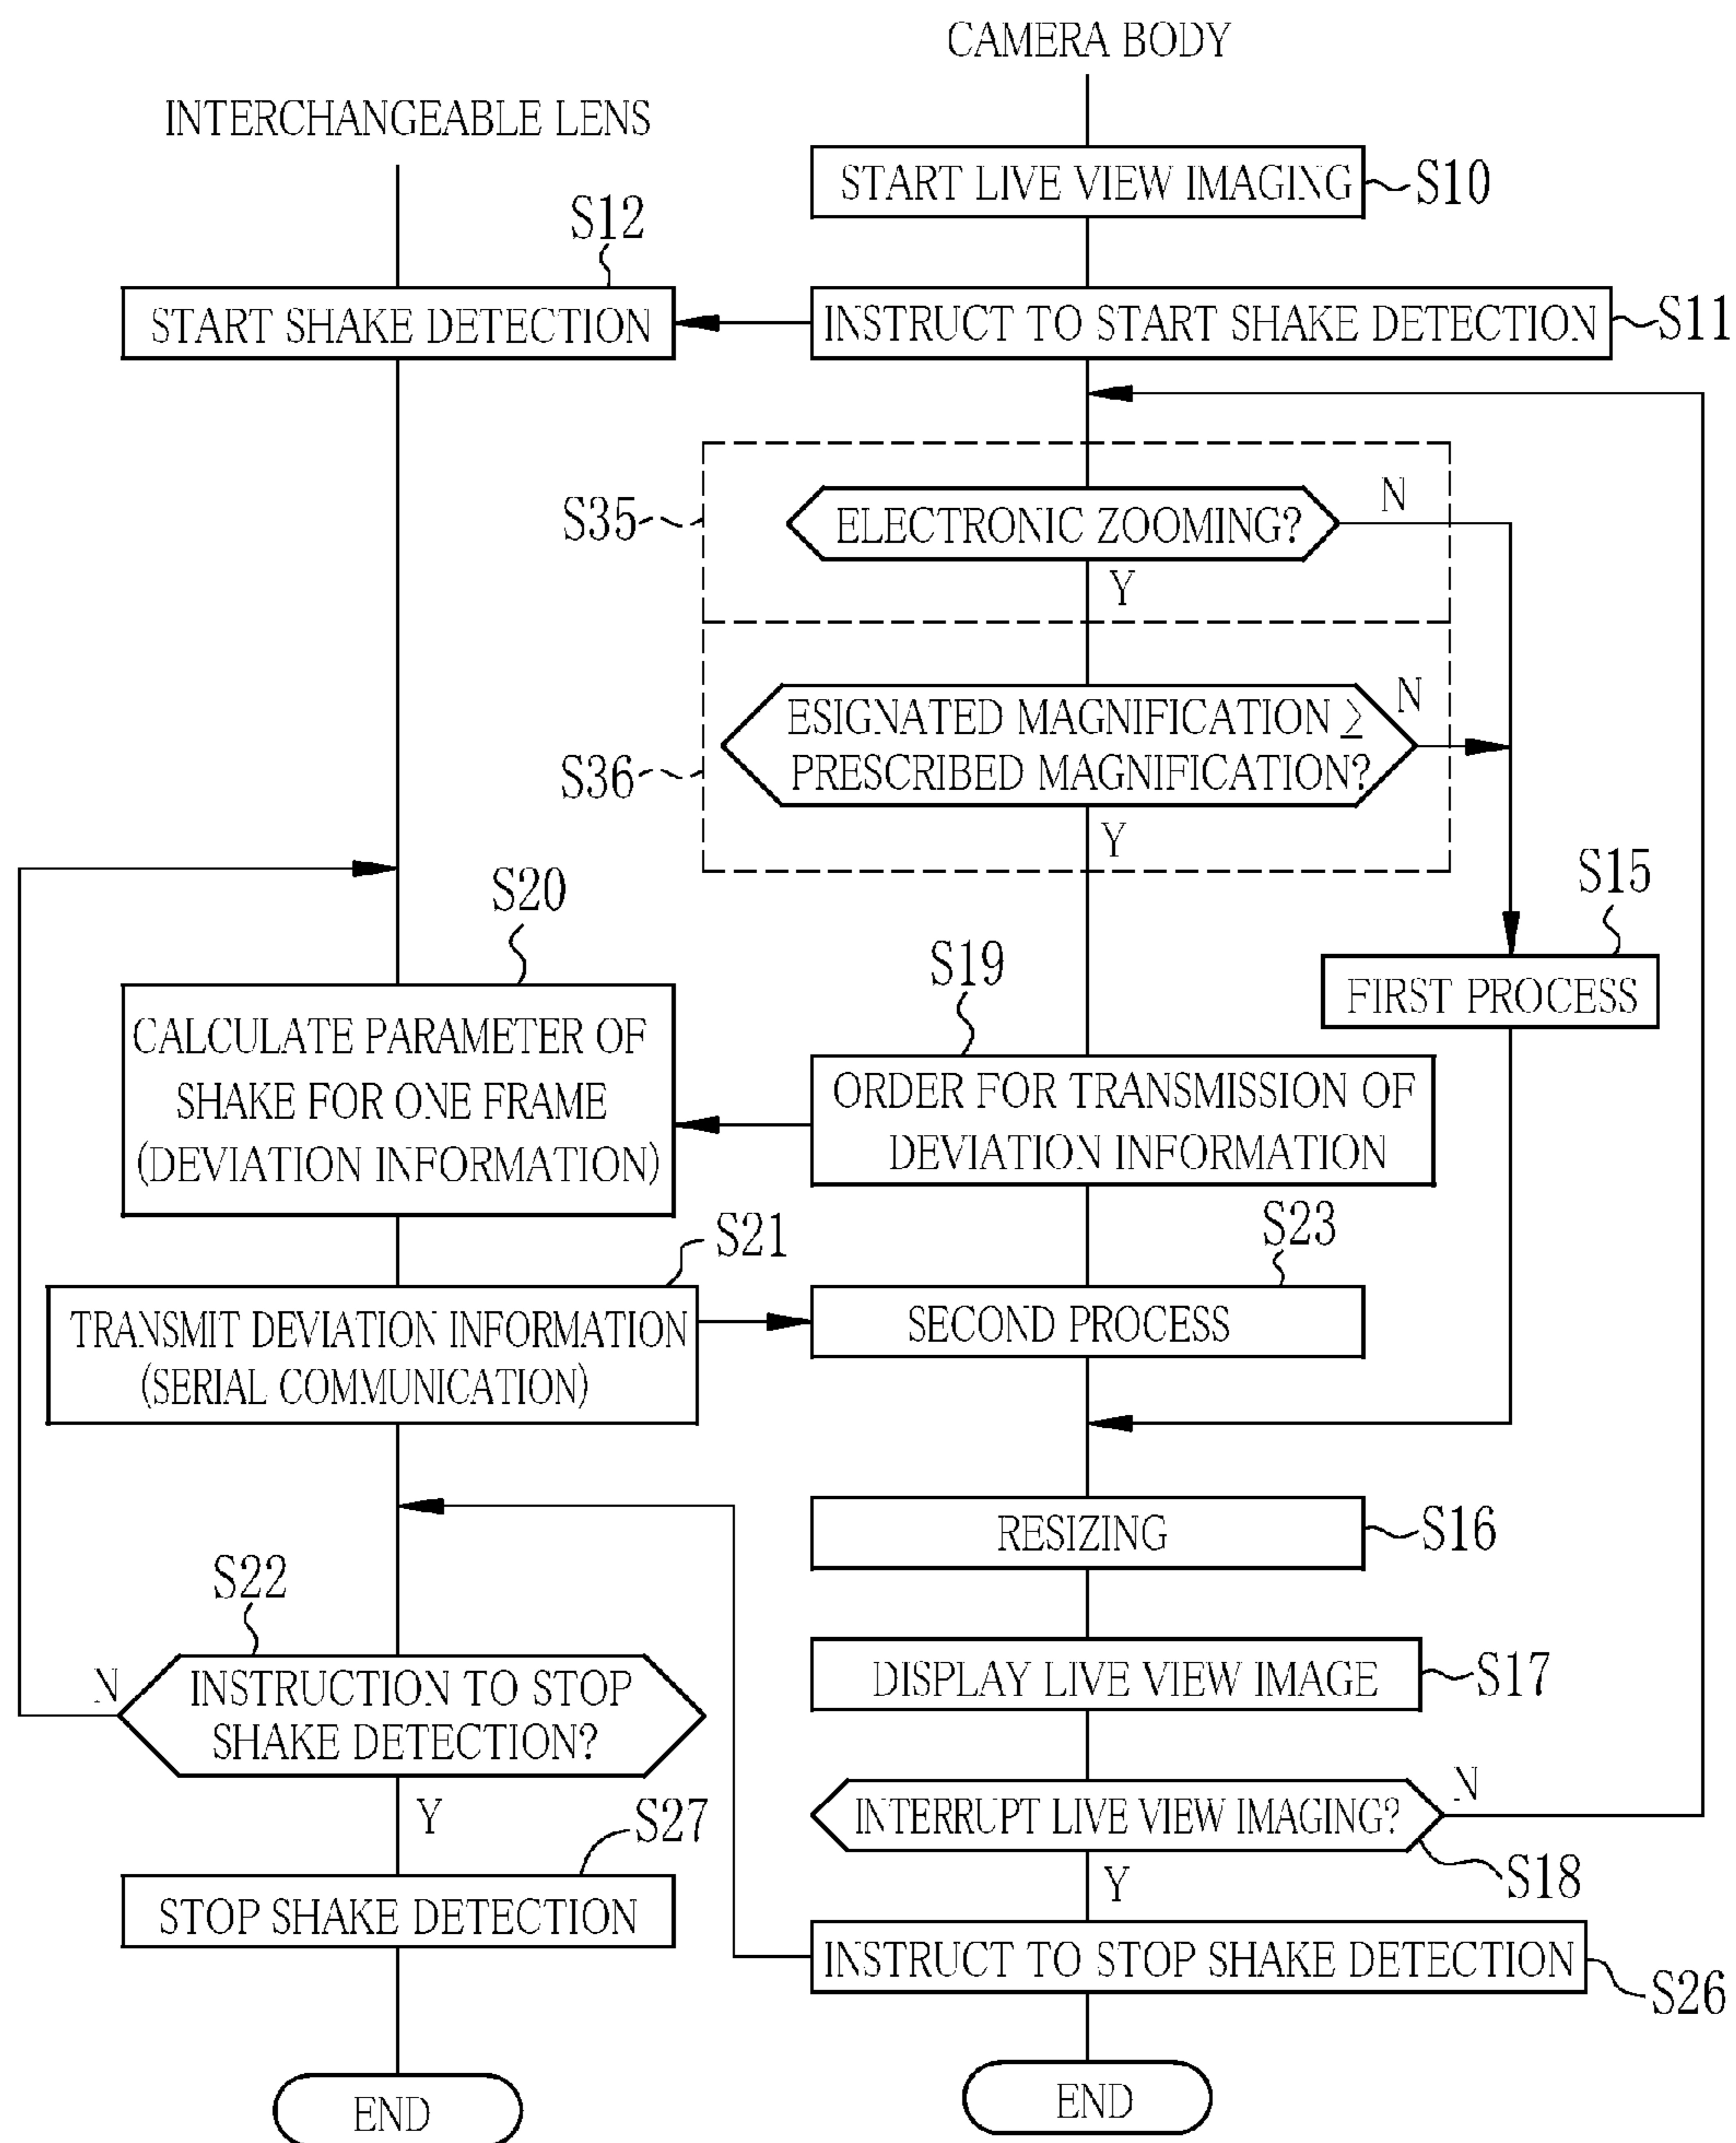 CAMERA BODY
INTERCHANGEABLE LENS
START LIVE VIEW IMAGING
S10
S12
START SHAKE DETECTION
INSTRUCT TO START SHAKE DETECTION
S11
S35
ELECTRONIC ZOOMING?
N
Y
S36
ESIGNATED MAGNIFICATION ≥
PRESCRIBED MAGNIFICATION?
N
Y
S15
FIRST PROCESS
S20
CALCULATE PARAMETER OF
SHAKE FOR ONE FRAME
(DEVIATION INFORMATION)
S19
ORDER FOR TRANSMISSION OF
DEVIATION INFORMATION
S21
TRANSMIT DEVIATION INFORMATION
(SERIAL COMMUNICATION)
S23
SECOND PROCESS
RESIZING
S16
S22
INSTRUCTION TO STOP
SHAKE DETECTION?
N
Y
DISPLAY LIVE VIEW IMAGE
S17
INTERRUPT LIVE VIEW IMAGING?
N
S18
Y
S27
STOP SHAKE DETECTION
INSTRUCT TO STOP SHAKE DETECTION
S26
END
END